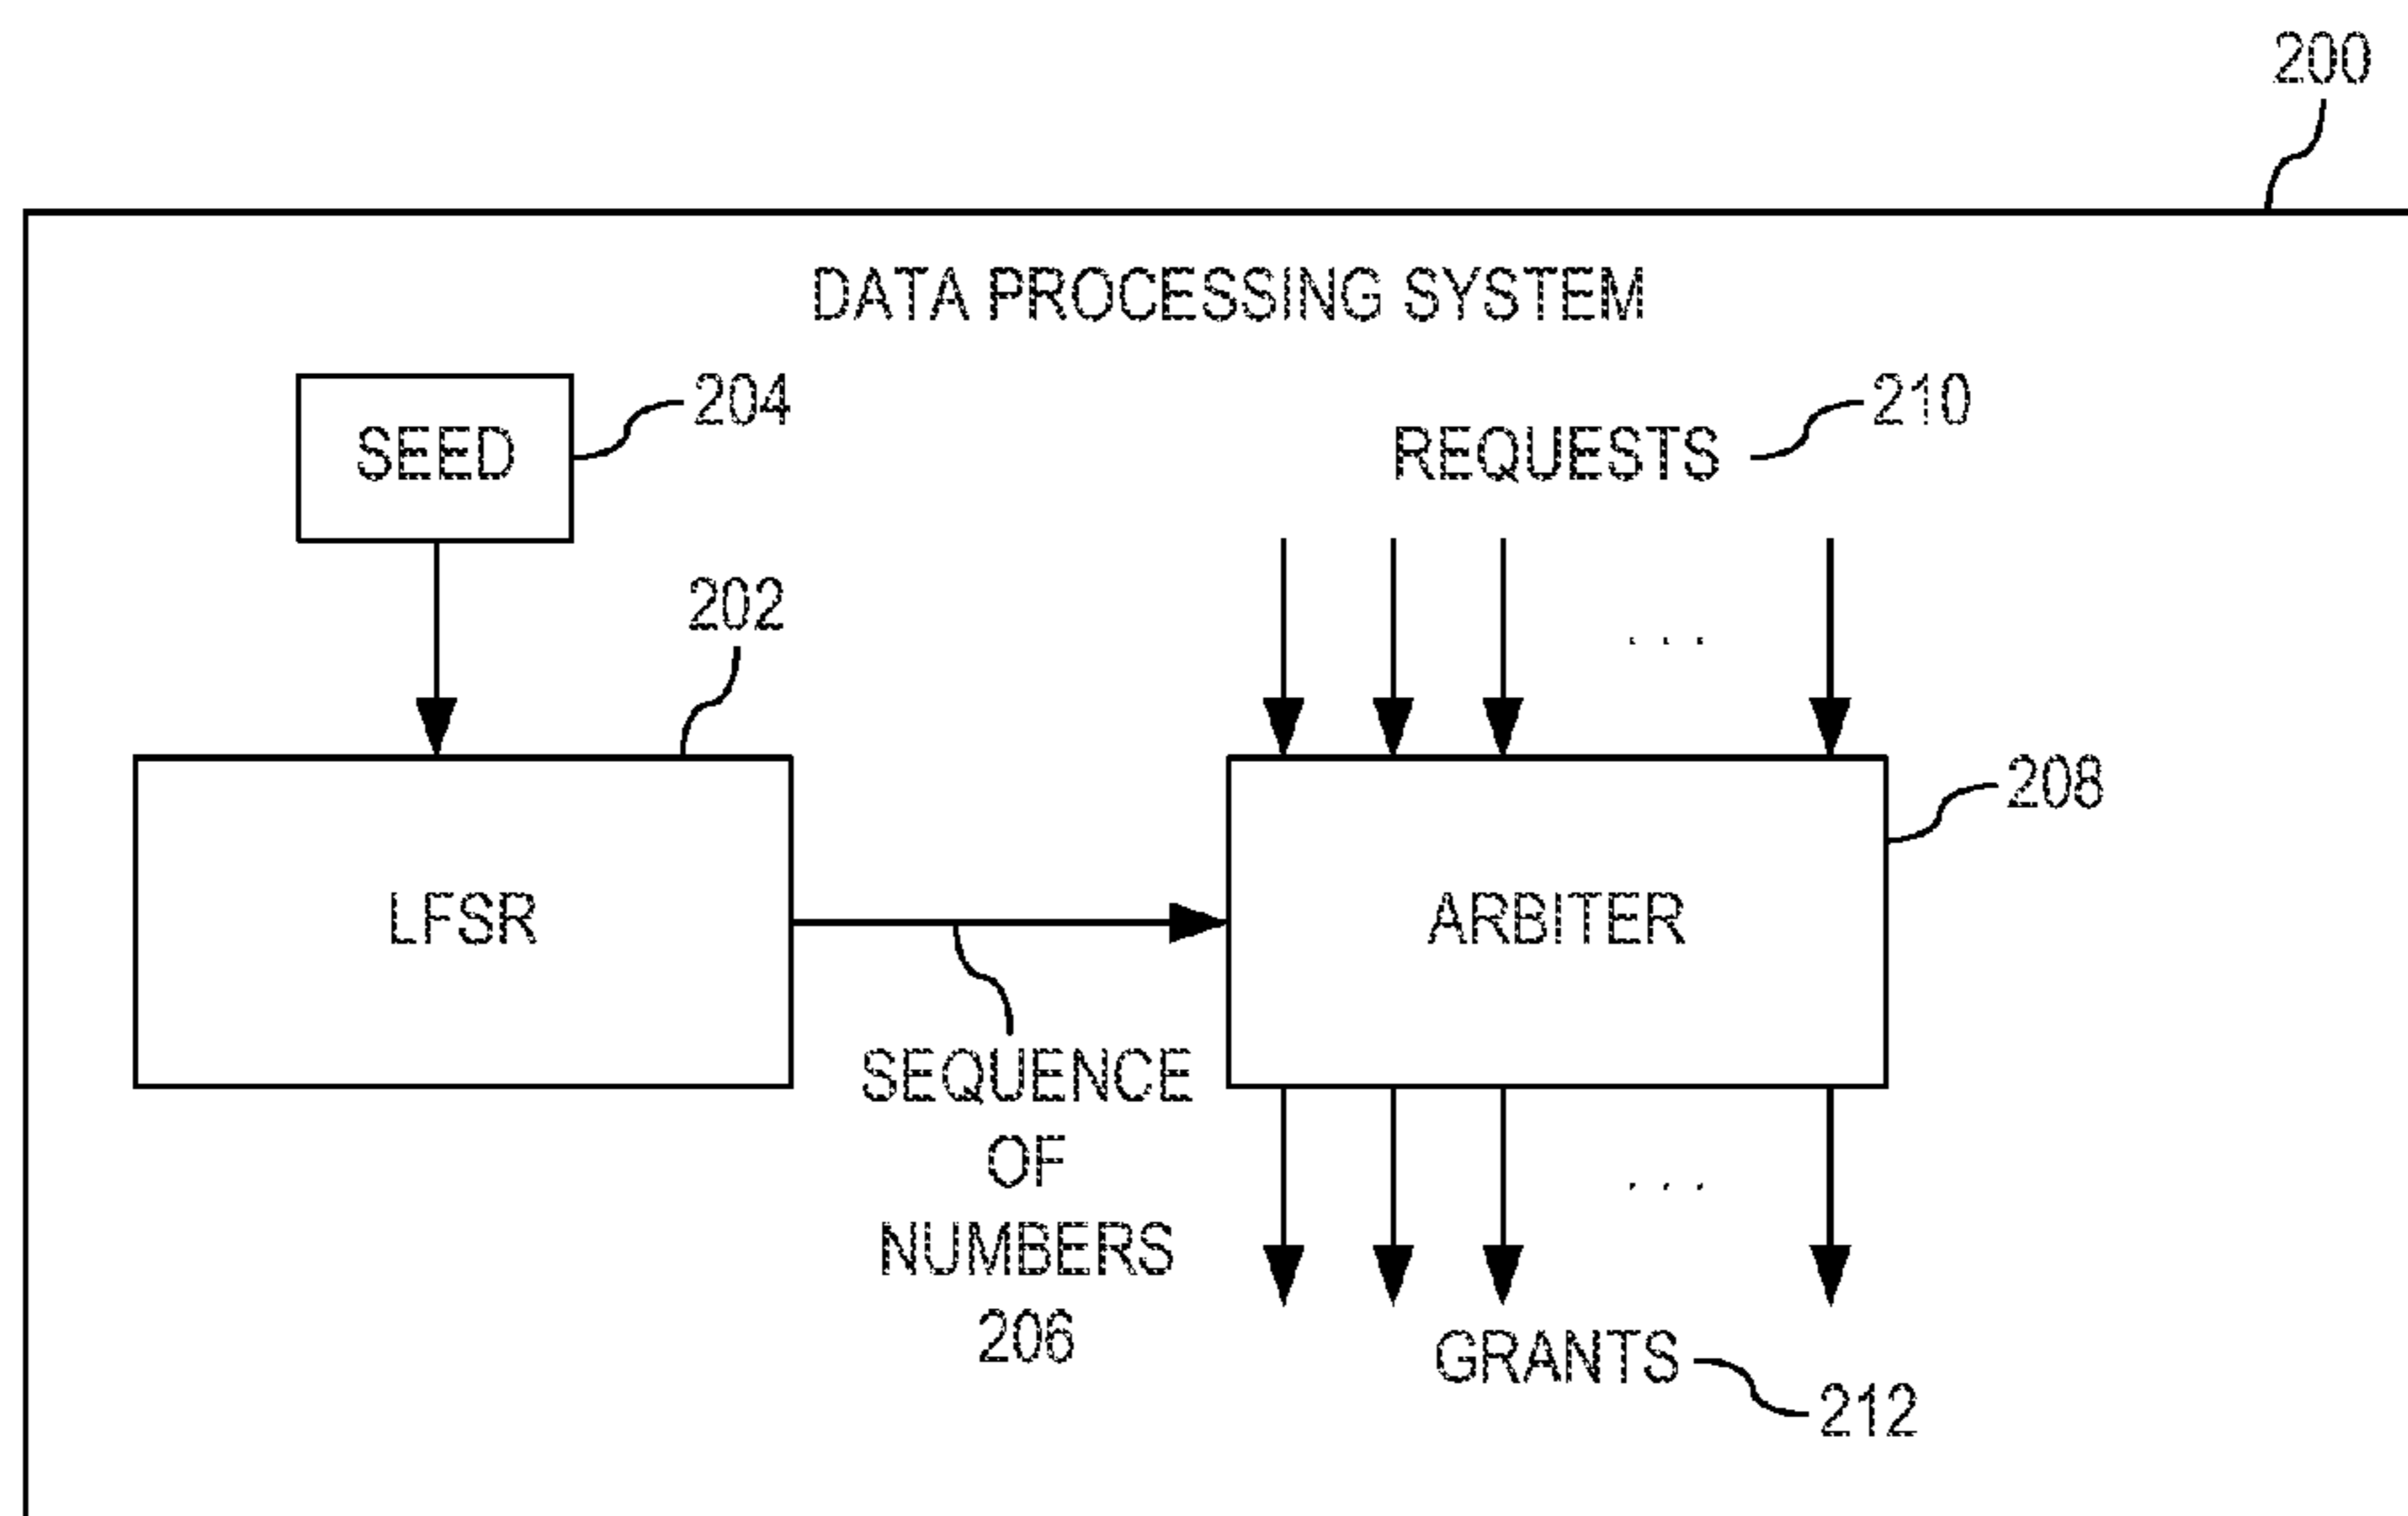 200
DATA PROCESSING SYSTEM
SEED
204
REQUESTS
210
202
. . .
208
LFSR
ARBITER
SEQUENCE
OF
NUMBERS
206
. . .
GRANTS
212